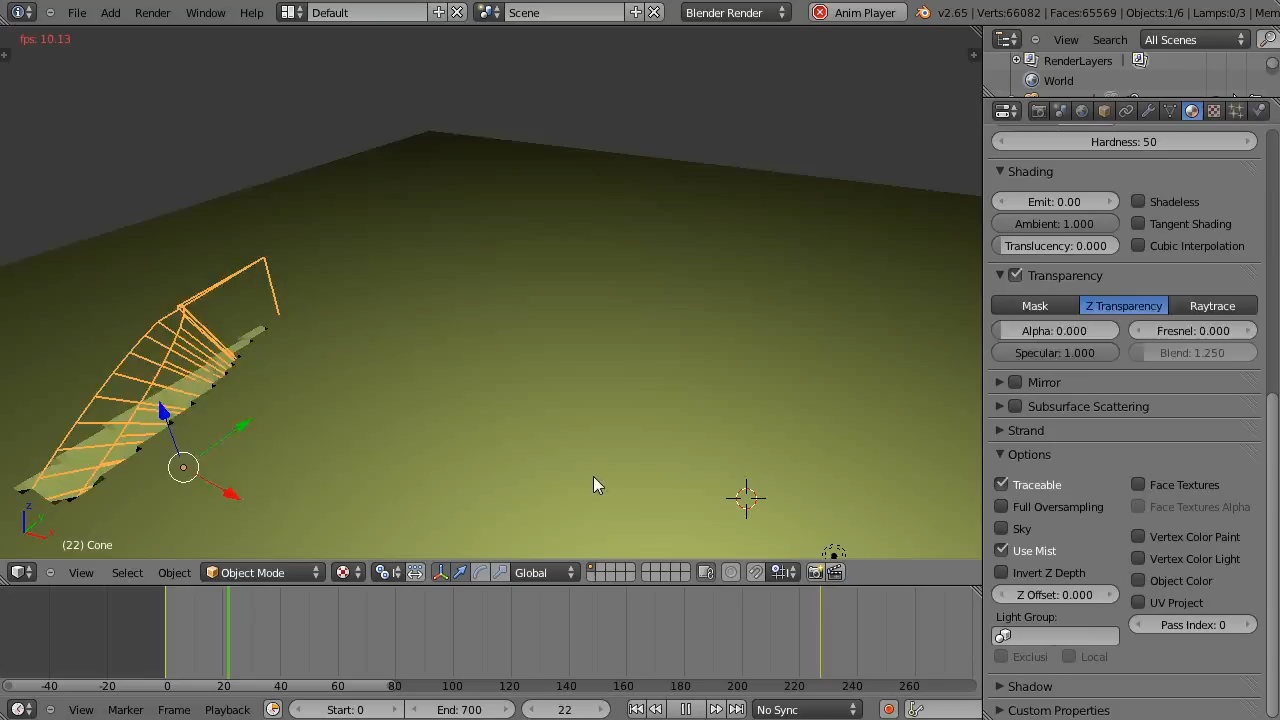 File Add Render Window Help Default Scene Blender Render Anim Player v2.65 | Verts:66082 | Faces:65569 | Objects:1/6 | Lamps:0/3 |
fps: 10.13
View Search All Scenes
RenderLayers |
World
Hardness: 50
Shading
Emit: 0.00 Shadeless
Ambient: 1.000 Tangent Shading
Translucency: 0.000 Cubic Interpolation
Transparency
Mask Z Transparency Raytrace
Alpha: 0.000 Fresnel: 0.000
Specular: 1.000 Blend: 1.250
Mirror
Subsurface Scattering
Strand
Options
Traceable Face Textures
Full Oversampling Face Textures Alpha
Sky
Vertex Color Paint
Use Mist
Vertex Color Light
Invert Z Depth Object Color
Z Offset: 0.000 UV Project
Light Group: Pass Index: 0
Exclusi Local
Shadow
Custom Properties
z
y
x
(22) Cone
View Select Object Object Mode Global
-40 -20 0 20 40 60 80 100 120 140 160 180 200 220 240 260
View Marker Frame Playback Start: 0 End: 700 22 No Sync